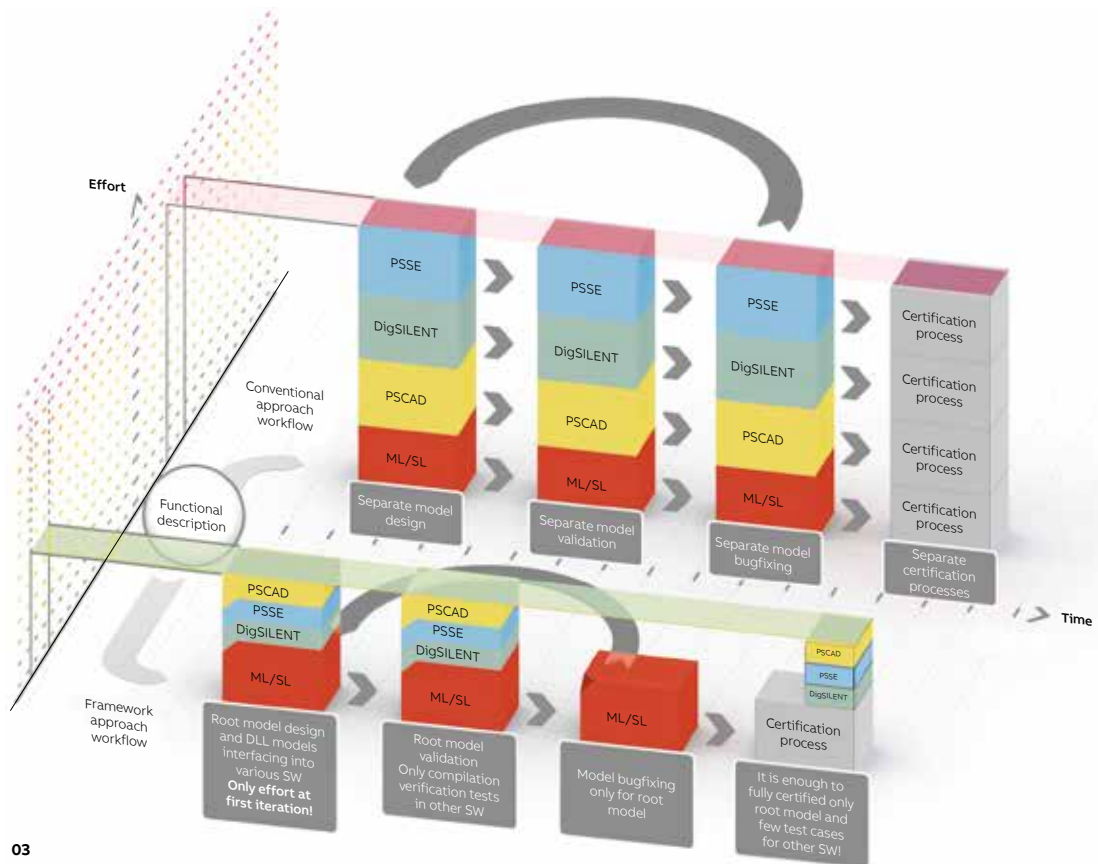 Effort
PSSE
DigSILENT
PSCAD
ML/SL
PSSE
DigSILENT
PSCAD
ML/SL
PSSE
DigSILENT
PSCAD
ML/SL
Certification
process
Certification
process
Certification
process
Certification
process
Conventional
approach
workflow
Functional
description
Separate model
design
Separate model
validation
Separate model
bugfixing
Separate
certification
processes
Time
PSCAD
PSSE
DigSILENT
ML/SL
PSCAD
PSSE
DigSILENT
ML/SL
ML/SL
PSCAD
PSSE
DigSILENT
Certification
process
Framework
approach
workflow
Root model design
and DLL models
interfacing into
various SW
Only effort at
first iteration!
Root model
validation
Only compilation
verification tests
in other SW
Model bugfixing
only for root
model
It is enough to
fully certified only
root model and
few test cases
for other SW!
03